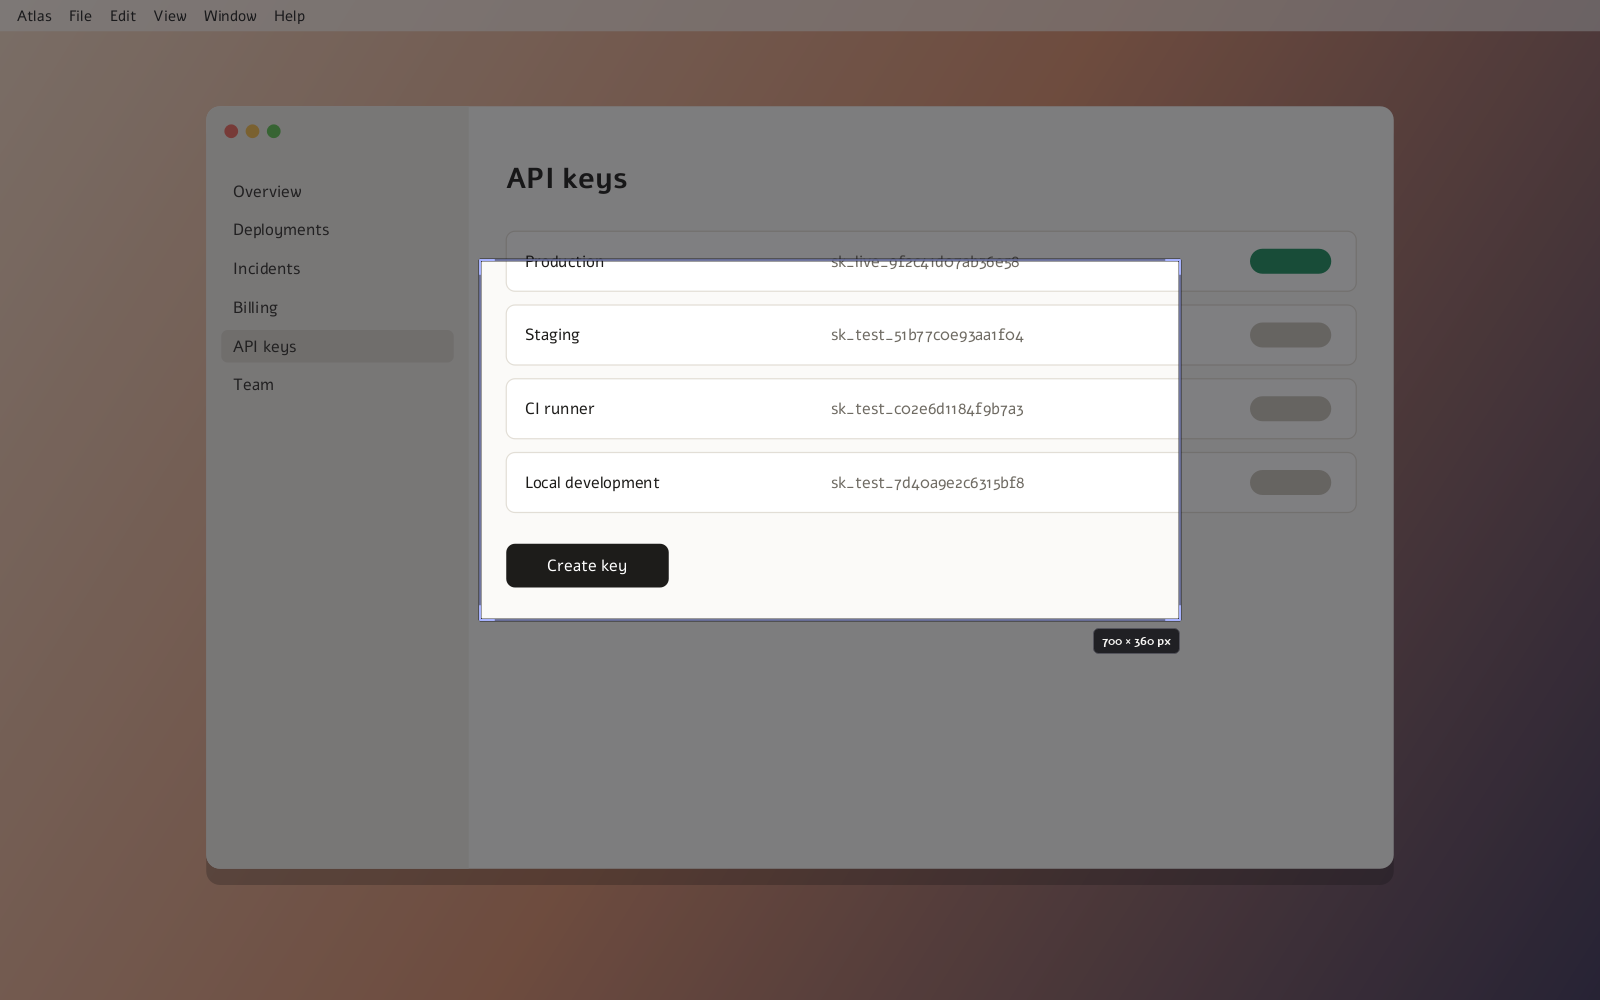 Atlas File Edit View Window Help
Overview
Deployments
Incidents
Billing
API keys
Team
API keys
Production sk_live_9f2c41d07ab36e58
Staging sk_test_51b77c0e93aa1f04
CI runner sk_test_c02e6d1184f9b7a3
Local development sk_test_7d40a9e2c6315bf8
Create key
700 × 360 px